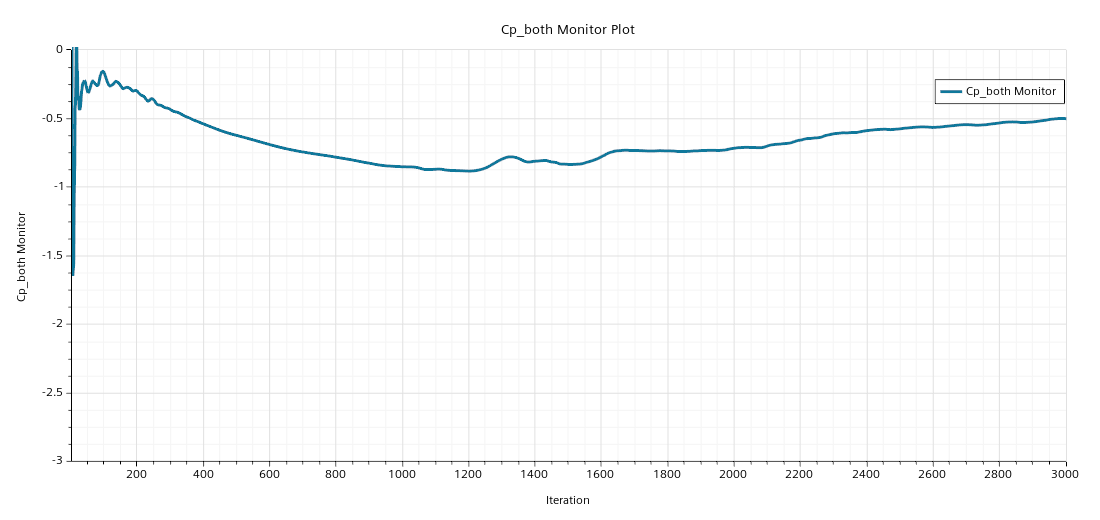 Cp_both Monitor Plot
Cp_both Monitor
0
-0.5
-1
-1.5
-2
-2.5
-3
Cp_both Monitor
200 400 600 800 1000 1200 1400 1600 1800 2000 2200 2400 2600 2800 3000
Iteration